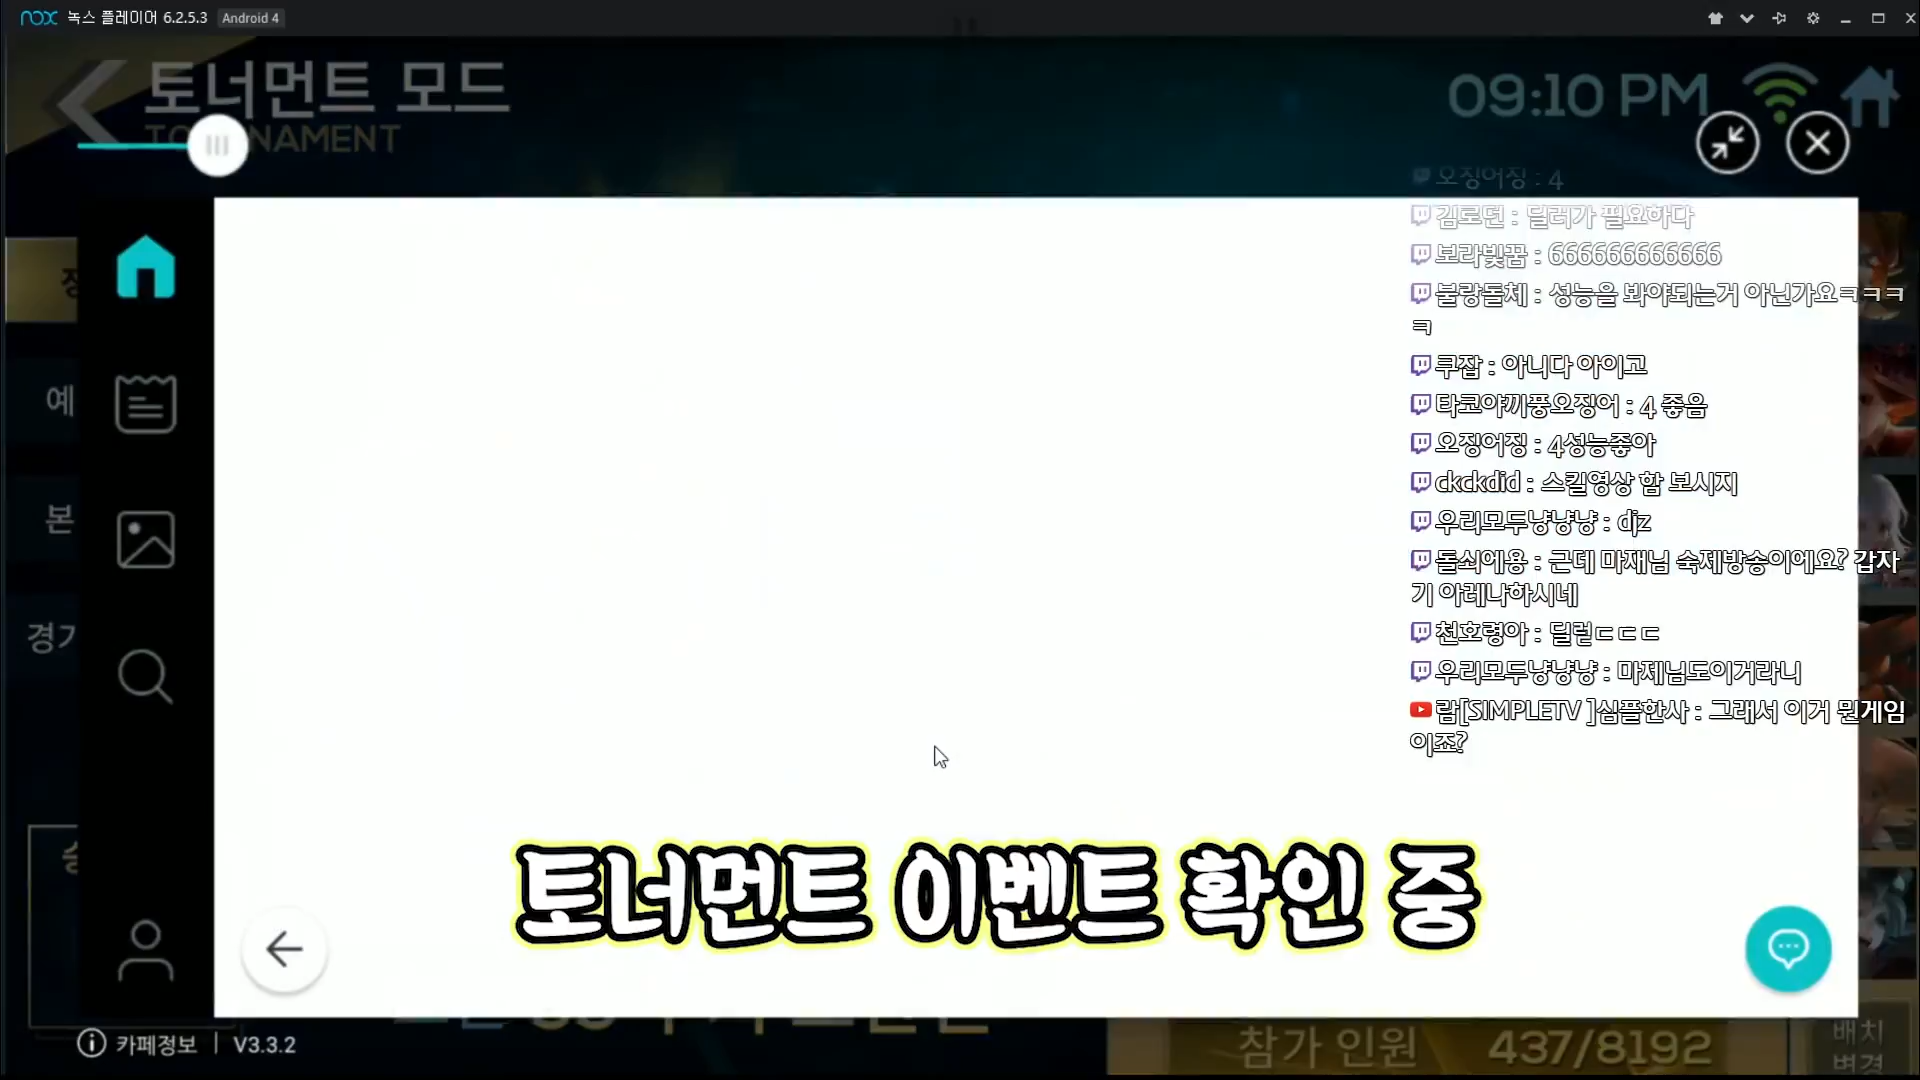 nox 녹스 플레이어 6.2.5.3 Android 4
토너먼트 모드
TOURNAMENT
09:10 PM
오징어징 : 4
김로던 : 딜러가 필요하다
보라빛꿈 : 666666666666
불량돌체 : 성능을 봐야되는거 아닌가요ㅋㅋㅋ
ㅋ
쿠잡 : 아니다 아이고
타코야끼풍오징어 : 4 좋음
오징어징 : 4성능좋아
ckckdid : 스킬영상 함 보시지
우리모두냥냥냥 : djz
돌쇠에용 : 근데 마재님 숙제방송이에요? 갑자
기 아레나하시네
천호령아 : 딜럳ㄷㄷㄷ
우리모두냥냥냥 : 마제님도이거라니
람[SIMPLETV ]심플한사 : 그래서 이거 뭔게임
이죠?
예
본
경기
토너먼트 이벤트 확인 중
카페정보 | V3.3.2
참가 인원 437/8192
배치
변경